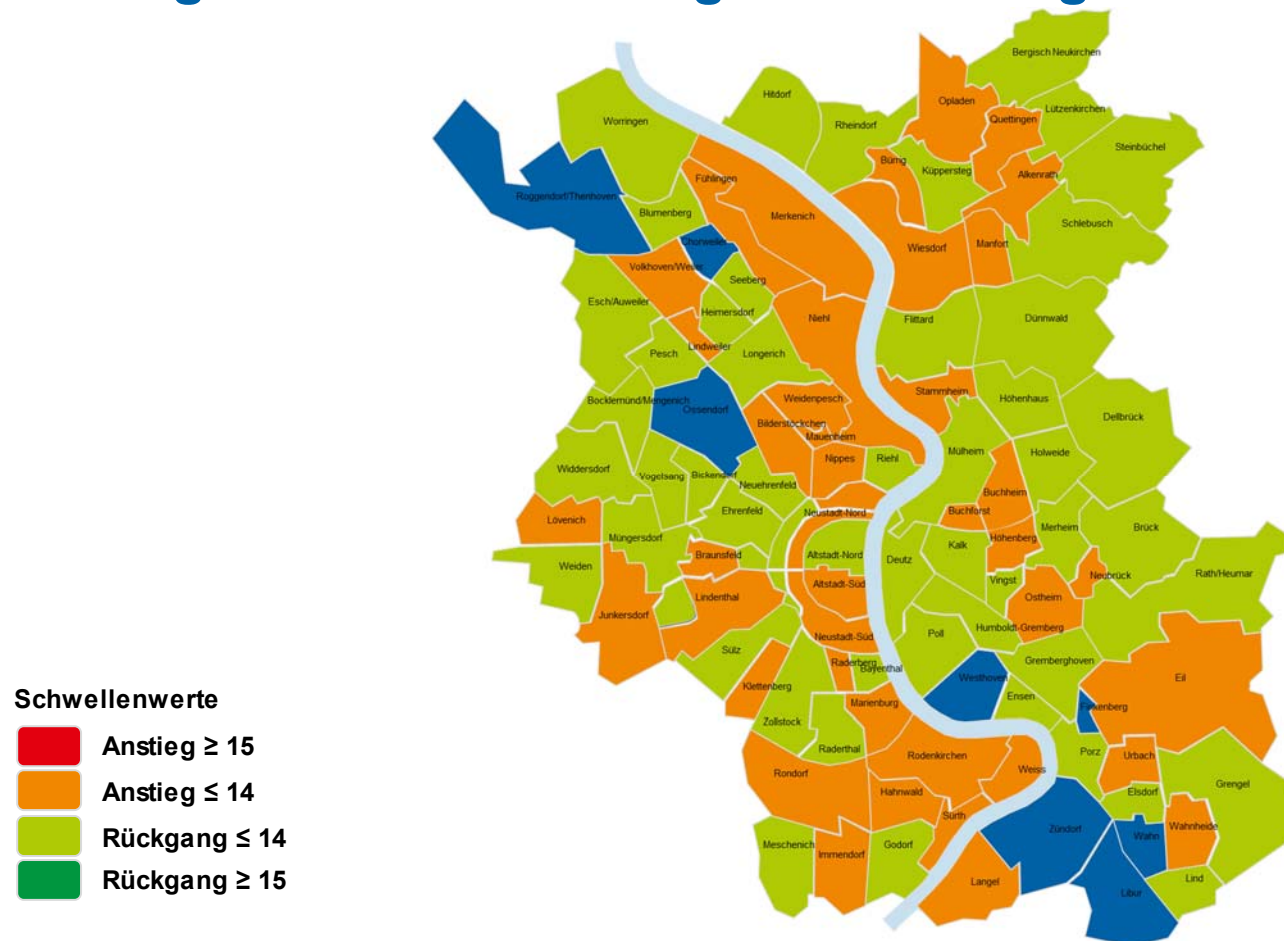 Bergisch Neukirchen
Hitdorf
Opladen
Lützenkirchen
Worringen
Rheindorf
Quettingen
Steinbüchel
Bürrig
Küppersteg
Alkenrath
Fühlingen
Roggendorf/Thenhoven
Blumenberg
Merkenich
Schlebusch
Chorweiler
Wiesdorf
Manfort
Volkhoven/Weiler
Seeberg
Esch/Auweiler
Heimersdorf
Niehl
Flittard
Dünnwald
Pesch
Lindweiler
Longerich
Stammheim
Bocklemünd/Mengenich
Ossendorf
Weidenpesch
Höhenhaus
Dellbrück
Bilderstöckchen
Mauenheim
Mülheim
Holweide
Nippes
Riehl
Widdersdorf
Vogelsang
Bickendorf
Neuehrenfeld
Buchheim
Lövenich
Ehrenfeld
Neustadt-Nord
Buchforst
Merheim
Brück
Müngersdorf
Höhenberg
Braunsfeld
Altstadt-Nord
Deutz
Kalk
Weiden
Vingst
Neubrück
Rath/Heumar
Altstadt-Süd
Lindenthal
Ostheim
Junkersdorf
Humboldt-Gremberg
Neustadt-Süd
Poll
Sülz
Raderberg
Bayenthal
Gremberghoven
Westhoven
Eil
Klettenberg
Ensen
Marienburg
Finkenberg
Zollstock
Raderthal
Porz
Urbach
Rodenkirchen
Weiss
Rondorf
Grengel
Hahnwald
Elsdorf
Sürth
Zündorf
Wahn
Wahnheide
Meschenich
Immendorf
Godorf
Langel
Libur
Lind
Schwellenwerte
Anstieg ≥ 15
Anstieg ≤ 14
Rückgang ≤ 14
Rückgang ≥ 15